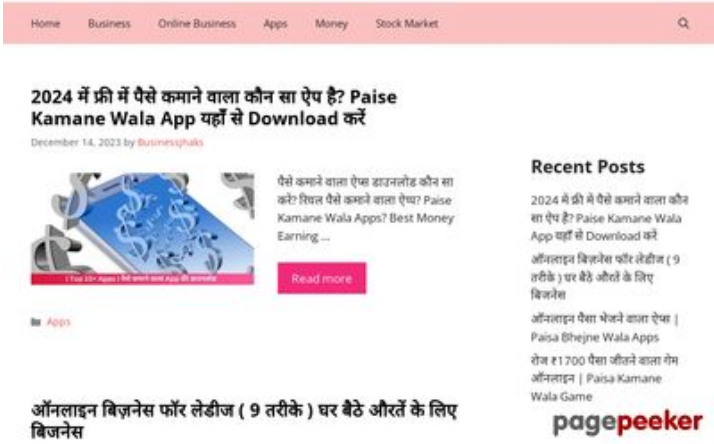 Home Business Online Business Apps Money Stock Market
2024 में फ्री में पैसे कमाने वाला कौन सा ऐप है? Paise
Kamane Wala App यहाँ से Download करें
December 14, 2023 by Businessjhaks
पैसे कमाने वाला ऐप्स डाउनलोड कौन सा
करे? रियल पैसे कमाने वाला ऐप्प? Paise
Kamane Wala Apps? Best Money
Earning ...
Read more
Apps
ऑनलाइन बिज़नेस फॉर लेडीज ( 9 तरीके ) घर बैठे औरतें के लिए
बिजनेस
Recent Posts
2024 में फ्री में पैसे कमाने वाला कौन
सा ऐप है? Paise Kamane Wala
App यहाँ से Download करें
ऑनलाइन बिज़नेस फॉर लेडीज ( 9
तरीके ) घर बैठे औरतें के लिए
बिजनेस
ऑनलाइन पैसा भेजने वाला ऐप्स |
Paisa Bhejne Wala Apps
रोज ₹1700 पैसा जीतने वाला गेम
ऑनलाइन | Paisa Kamane
Wala Game
pagepeeker